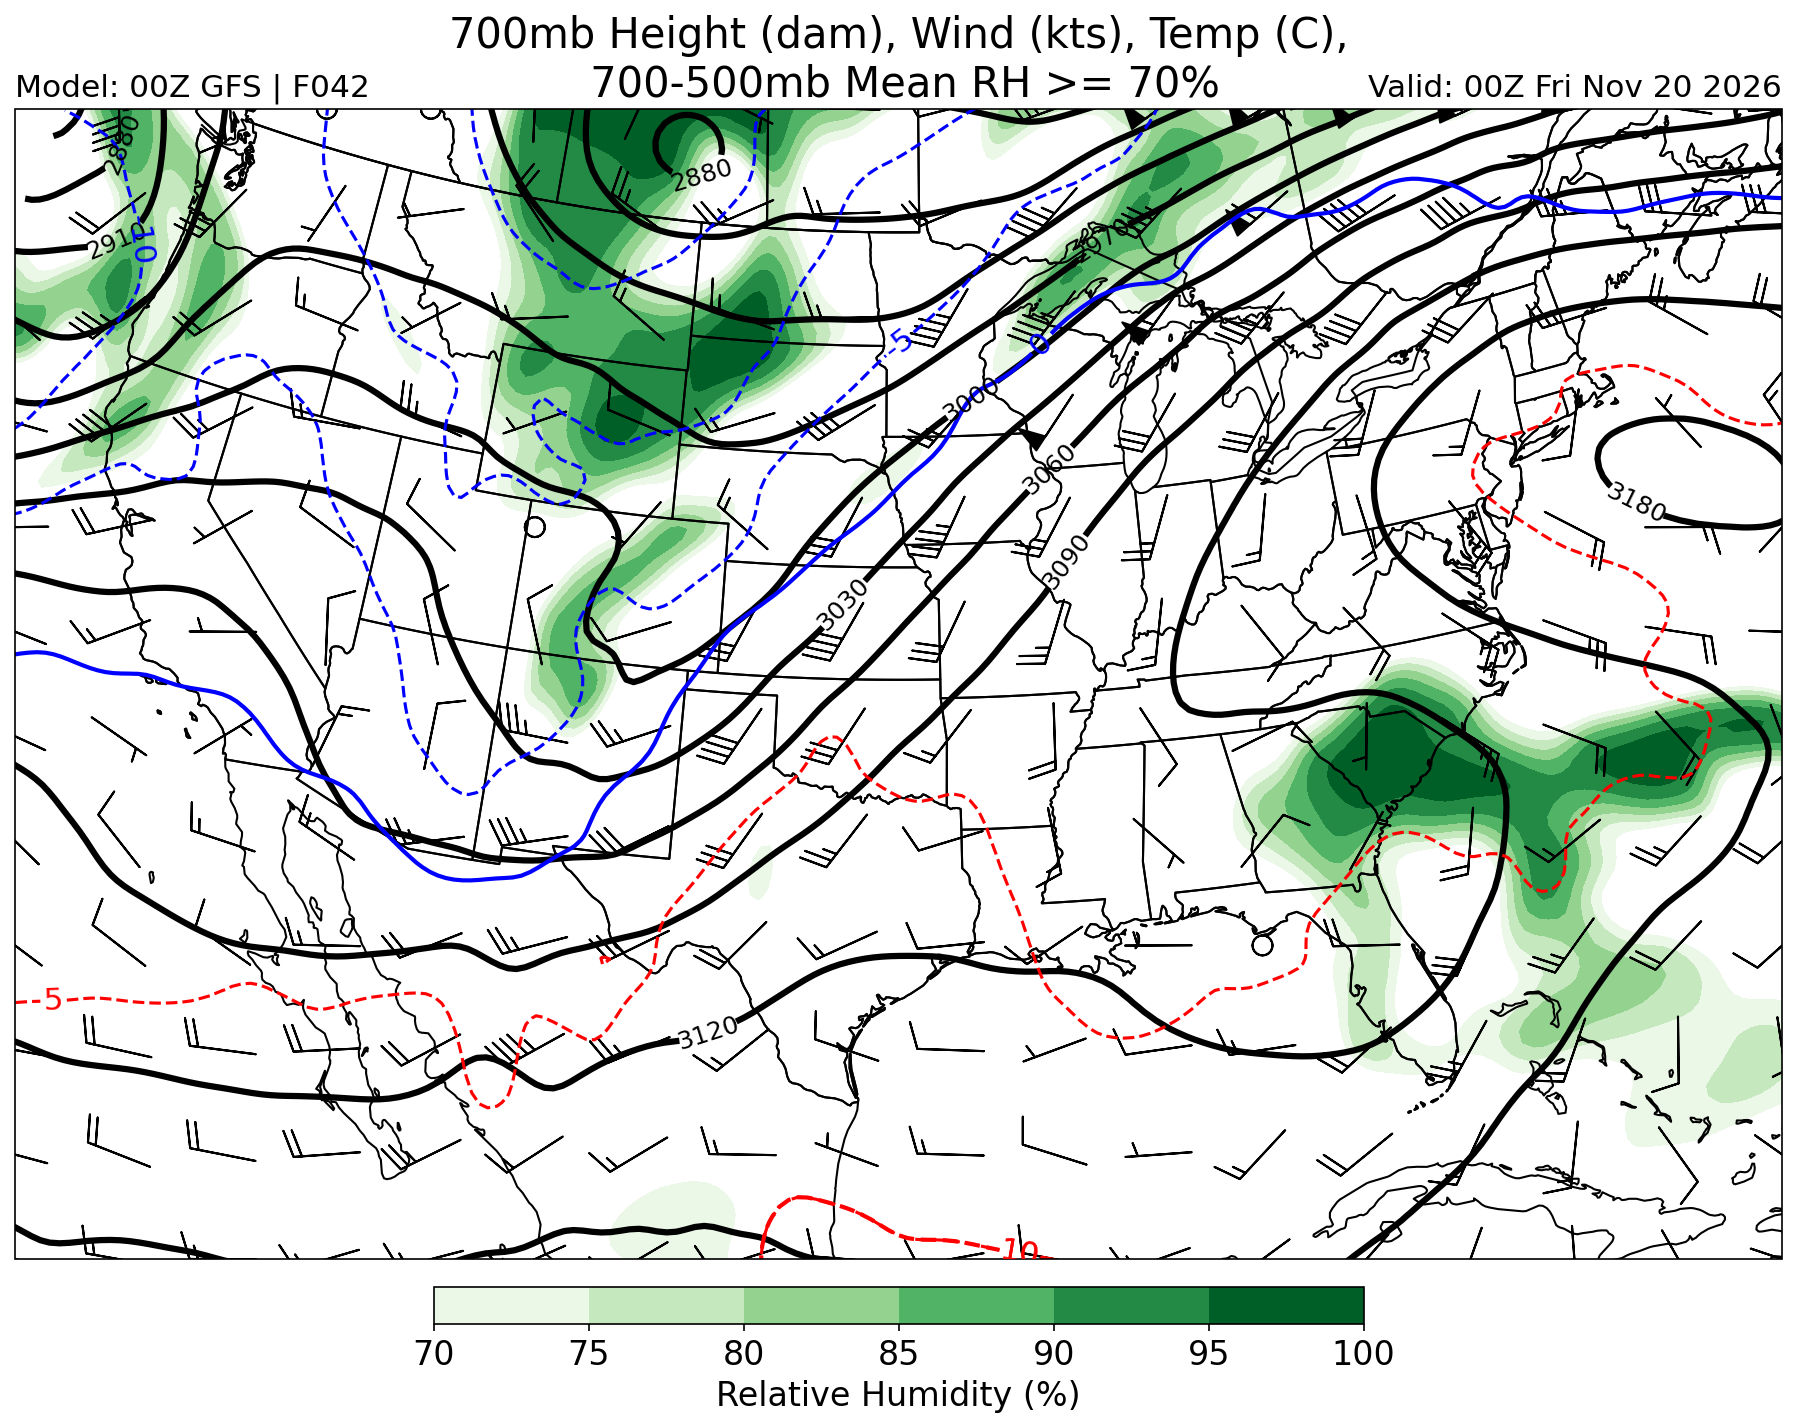 700mb Height (dam), Wind (kts), Temp (C),
700-500mb Mean RH >= 70%
Model: 00Z GFS | F042
Valid: 00Z Fri Nov 20 2026
2880
2880
2910
10
2970
-5
0
3000
3060
3180
3090
3030
5
3120
10
70 75 80 85 90 95 100
Relative Humidity (%)